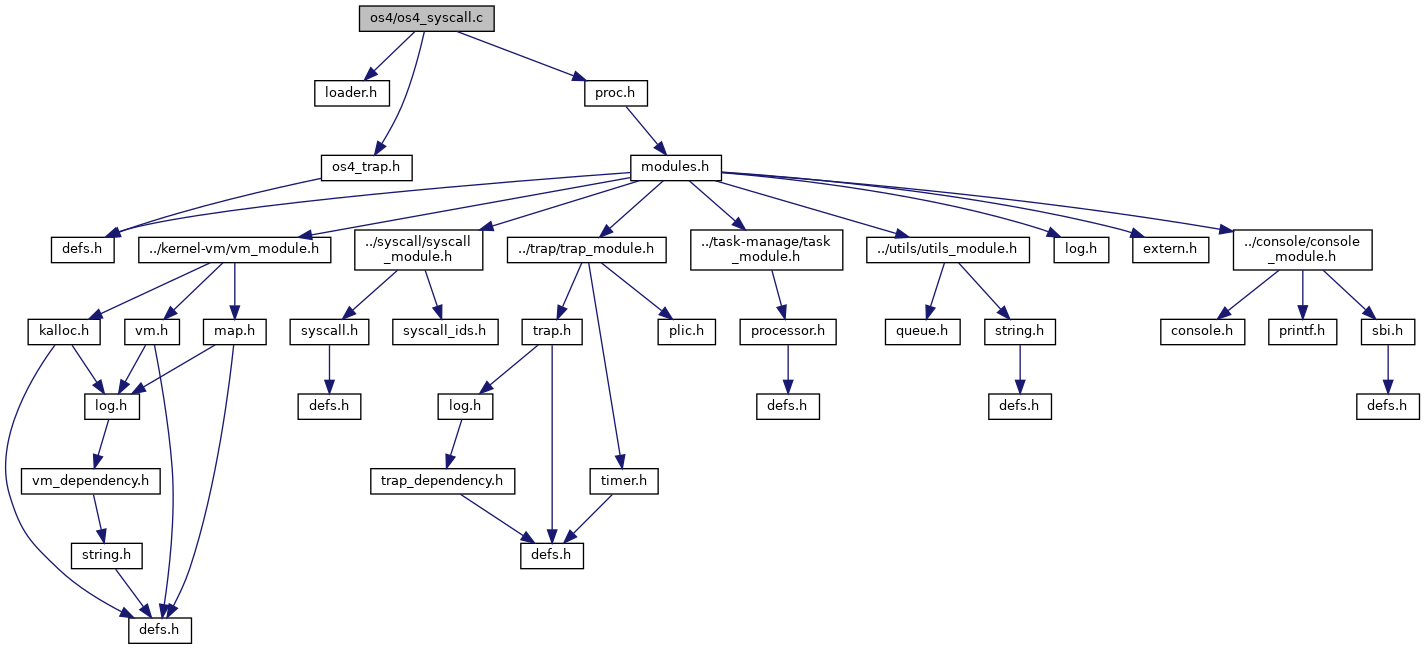 os4/os4_syscall.c
loader.h
proc.h
os4_trap.h
modules.h
defs.h
../kernel-vm/vm_module.h
../syscall/syscall
_module.h
../trap/trap_module.h
../task-manage/task
_module.h
../utils/utils_module.h
log.h
extern.h
../console/console
_module.h
kalloc.h
vm.h
map.h
syscall.h
syscall_ids.h
trap.h
plic.h
processor.h
queue.h
string.h
console.h
printf.h
sbi.h
log.h
defs.h
log.h
defs.h
defs.h
defs.h
vm_dependency.h
trap_dependency.h
timer.h
string.h
defs.h
defs.h